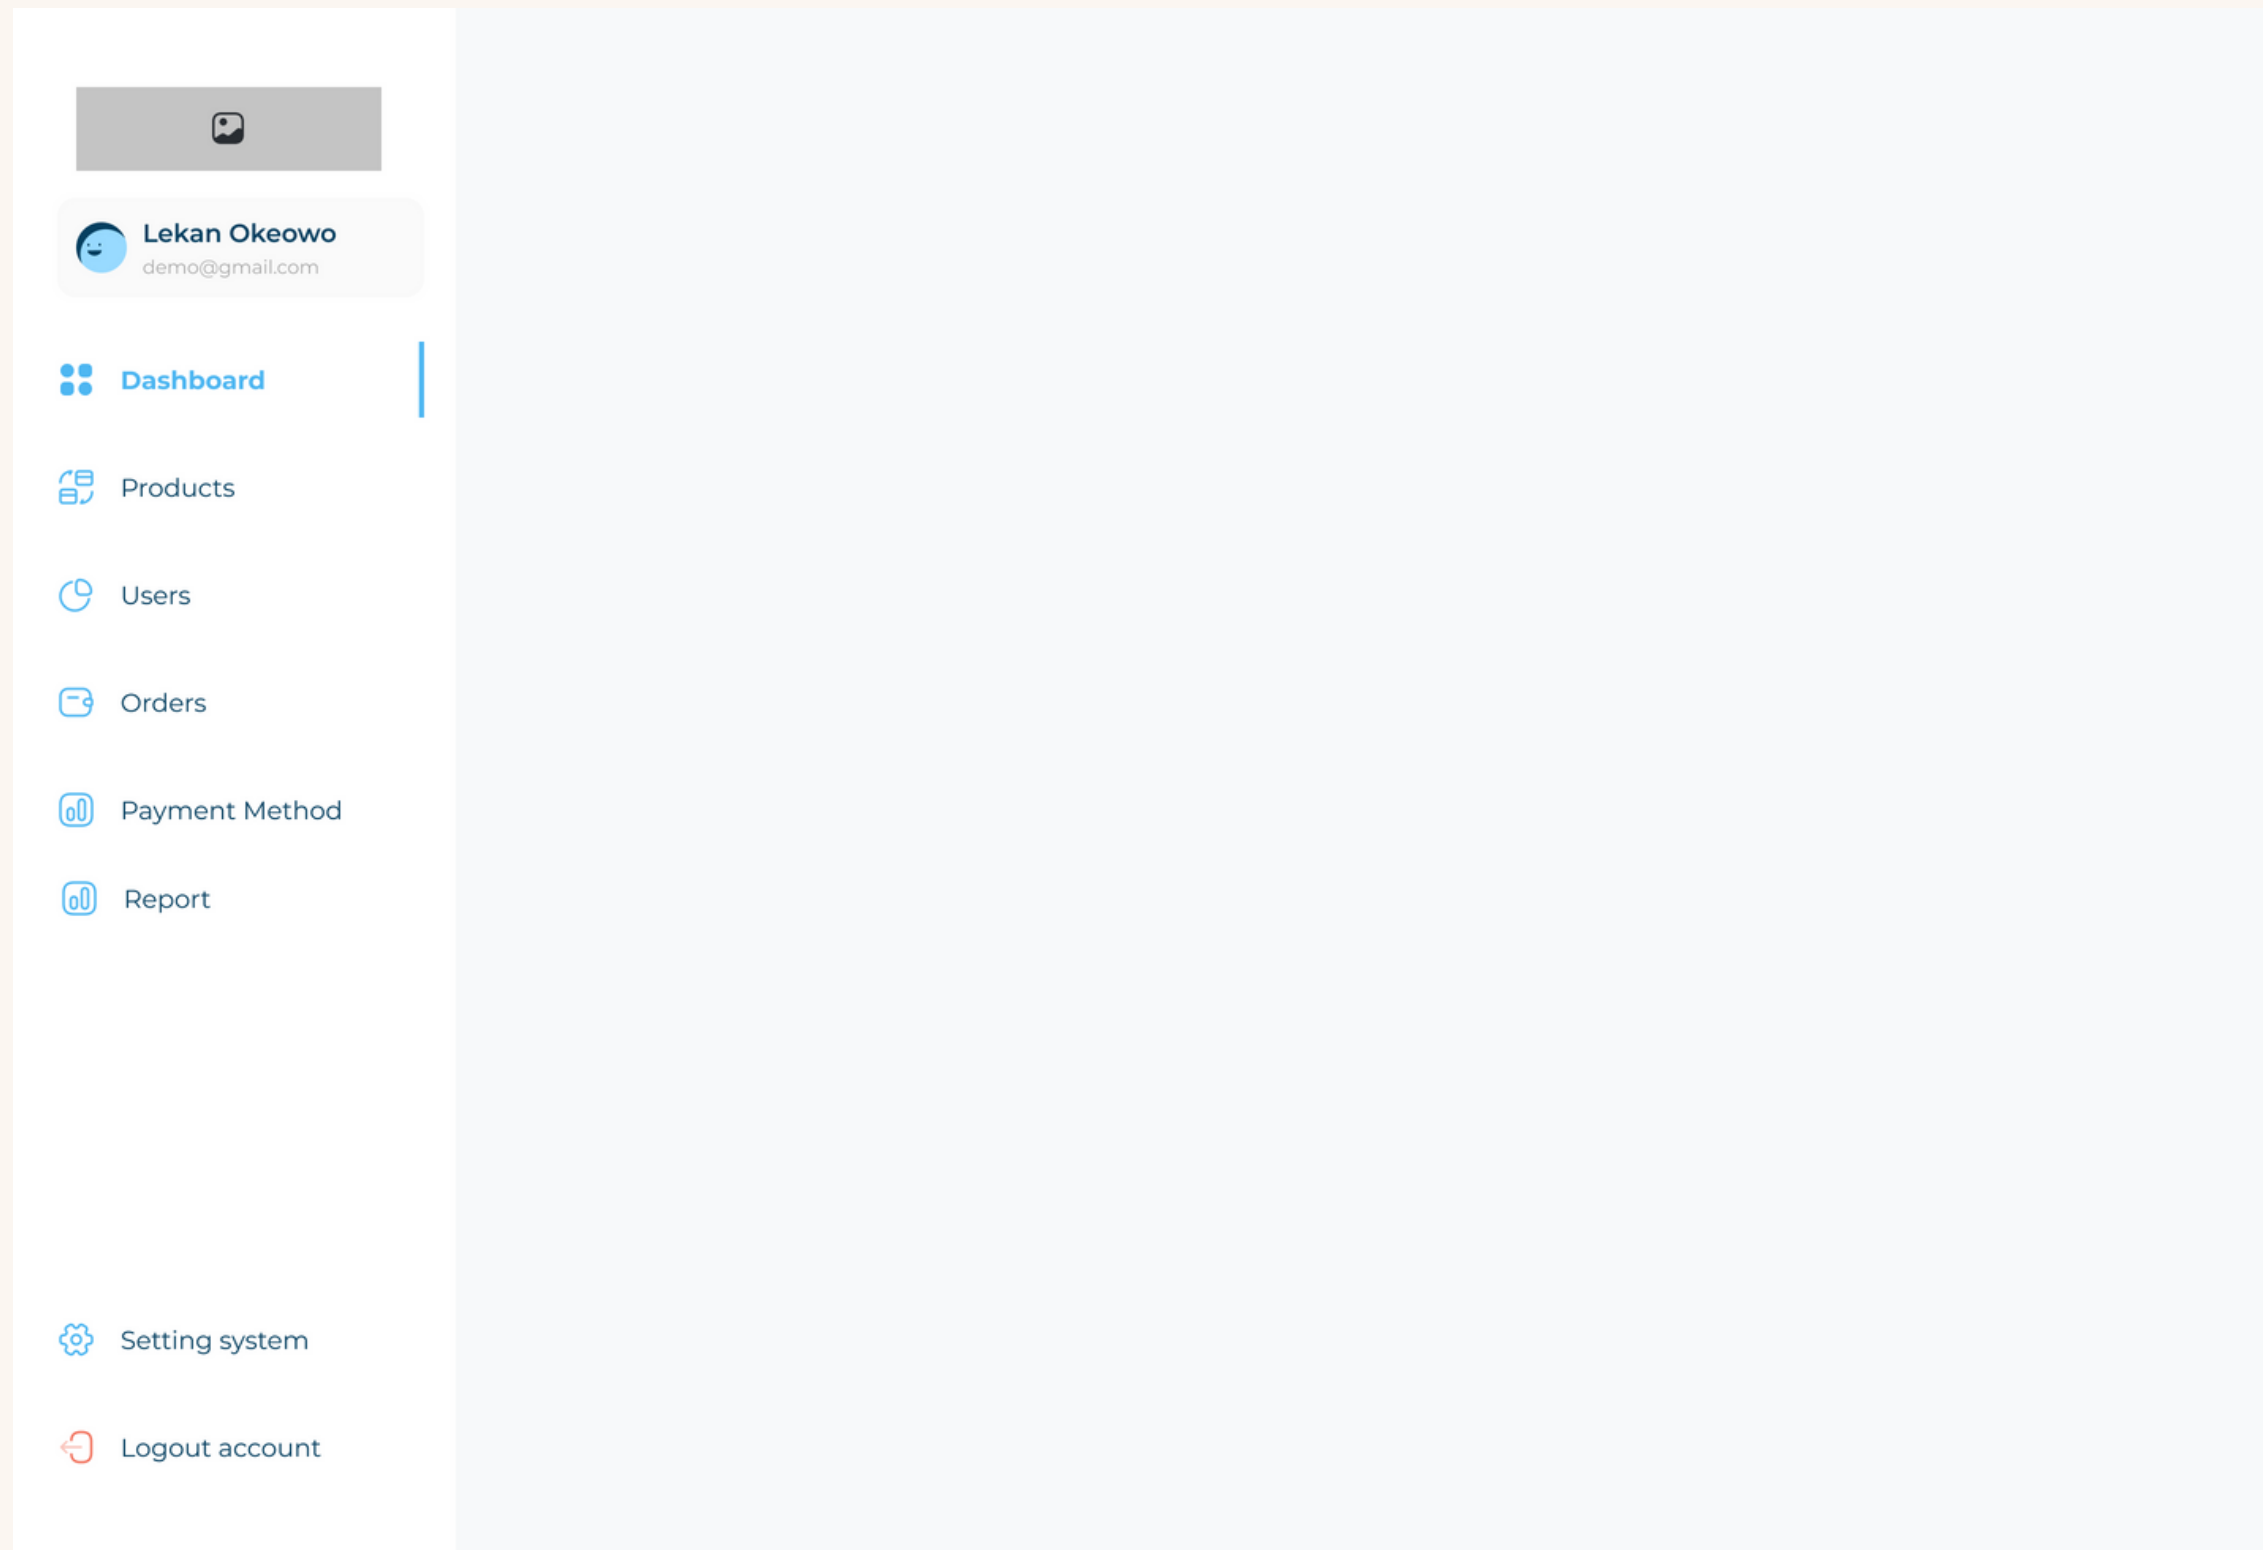 Lekan Okeowo
demo@gmail.com
Dashboard
Products
Users
Orders
Payment Method
Report
Setting system
Logout account